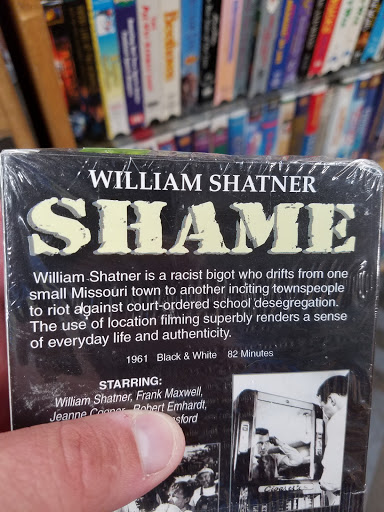 WILLIAM SHATNER
SHAME
William Shatner is a racist bigot who drifts from one
small Missouri town to another inciting townspeople
to riot against court-ordered school desegregation.
The use of location filming superbly renders a sense
of everyday life and authenticity.
1961 Black & White 82 Minutes
STARRING:
William Shatner, Frank Maxwell,
Jeanne Cooper, Robert Emhardt,